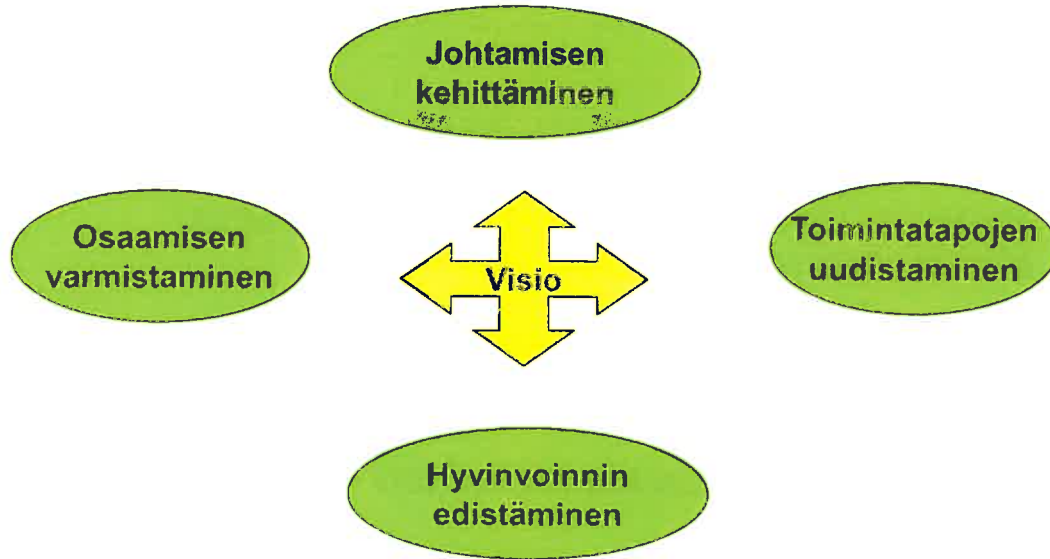 Johtamisen
kehittäminen
Osaamisen
varmistaminen
Visio
Toimintatapojen
uudistaminen
Hyvinvoinnin
edistäminen